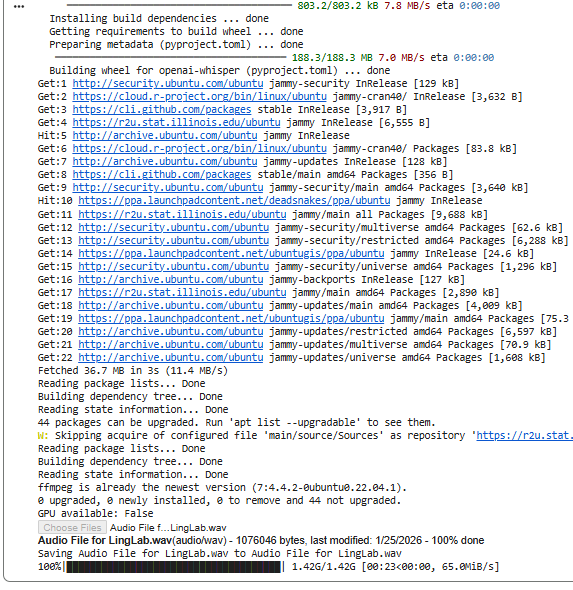 803.2/803.2 kB 7.8 MB/s eta 0:00:00
Installing build dependencies ... done
Getting requirements to build wheel ... done
Preparing metadata (pyproject.toml) ... done
188.3/188.3 MB 7.0 MB/s eta 0:00:00
Building wheel for openai-whisper (pyproject.toml) ... done
Get:1 http://security.ubuntu.com/ubuntu jammy-security InRelease [129 kB]
Get:2 https://cloud.r-project.org/bin/linux/ubuntu jammy-cran40/ InRelease [3,632 B]
Get:3 https://cli.github.com/packages stable InRelease [3,917 B]
Get:4 https://r2u.stat.illinois.edu/ubuntu jammy InRelease [6,555 B]
Hit:5 http://archive.ubuntu.com/ubuntu jammy InRelease
Get:6 https://cloud.r-project.org/bin/linux/ubuntu jammy-cran40/ Packages [83.8 kB]
Get:7 http://archive.ubuntu.com/ubuntu jammy-updates InRelease [128 kB]
Get:8 https://cli.github.com/packages stable/main amd64 Packages [356 B]
Get:9 http://security.ubuntu.com/ubuntu jammy-security/main amd64 Packages [3,640 kB]
Hit:10 https://ppa.launchpadcontent.net/deadsnakes/ppa/ubuntu jammy InRelease
Get:11 https://r2u.stat.illinois.edu/ubuntu jammy/main all Packages [9,688 kB]
Get:12 http://security.ubuntu.com/ubuntu jammy-security/multiverse amd64 Packages [62.6 kB]
Get:13 http://security.ubuntu.com/ubuntu jammy-security/restricted amd64 Packages [6,288 kB]
Get:14 https://ppa.launchpadcontent.net/ubuntugis/ppa/ubuntu jammy InRelease [24.6 kB]
Get:15 http://security.ubuntu.com/ubuntu jammy-security/universe amd64 Packages [1,296 kB]
Get:16 http://archive.ubuntu.com/ubuntu jammy-backports InRelease [127 kB]
Get:17 https://r2u.stat.illinois.edu/ubuntu jammy/main amd64 Packages [2,890 kB]
Get:18 http://archive.ubuntu.com/ubuntu jammy-updates/main amd64 Packages [4,009 kB]
Get:19 https://ppa.launchpadcontent.net/ubuntugis/ppa/ubuntu jammy/main amd64 Packages [75.3
Get:20 http://archive.ubuntu.com/ubuntu jammy-updates/restricted amd64 Packages [6,597 kB]
Get:21 http://archive.ubuntu.com/ubuntu jammy-updates/multiverse amd64 Packages [70.9 kB]
Get:22 http://archive.ubuntu.com/ubuntu jammy-updates/universe amd64 Packages [1,608 kB]
Fetched 36.7 MB in 3s (11.4 MB/s)
Reading package lists... Done
Building dependency tree... Done
Reading state information... Done
44 packages can be upgraded. Run 'apt list --upgradable' to see them.
W: Skipping acquire of configured file 'main/source/Sources' as repository 'https://r2u.stat.
Reading package lists... Done
Building dependency tree... Done
Reading state information... Done
ffmpeg is already the newest version (7:4.4.2-0ubuntu0.22.04.1).
0 upgraded, 0 newly installed, 0 to remove and 44 not upgraded.
GPU available: False
Choose Files Audio File f...LingLab.wav
Audio File for LingLab.wav(audio/wav) - 1076046 bytes, last modified: 1/25/2026 - 100% done
Saving Audio File for LingLab.wav to Audio File for LingLab.wav
100%| | 1.42G/1.42G [00:23<00:00, 65.0MiB/s]